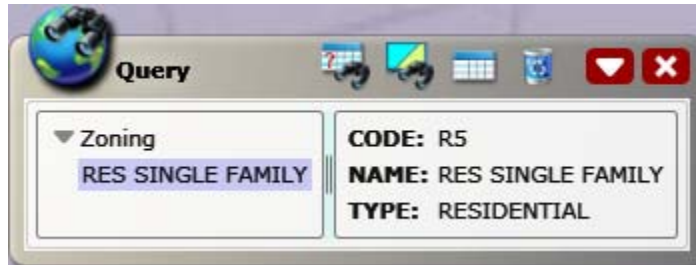 Query
Zoning
RES SINGLE FAMILY
CODE: R5
NAME: RES SINGLE FAMILY
TYPE: RESIDENTIAL